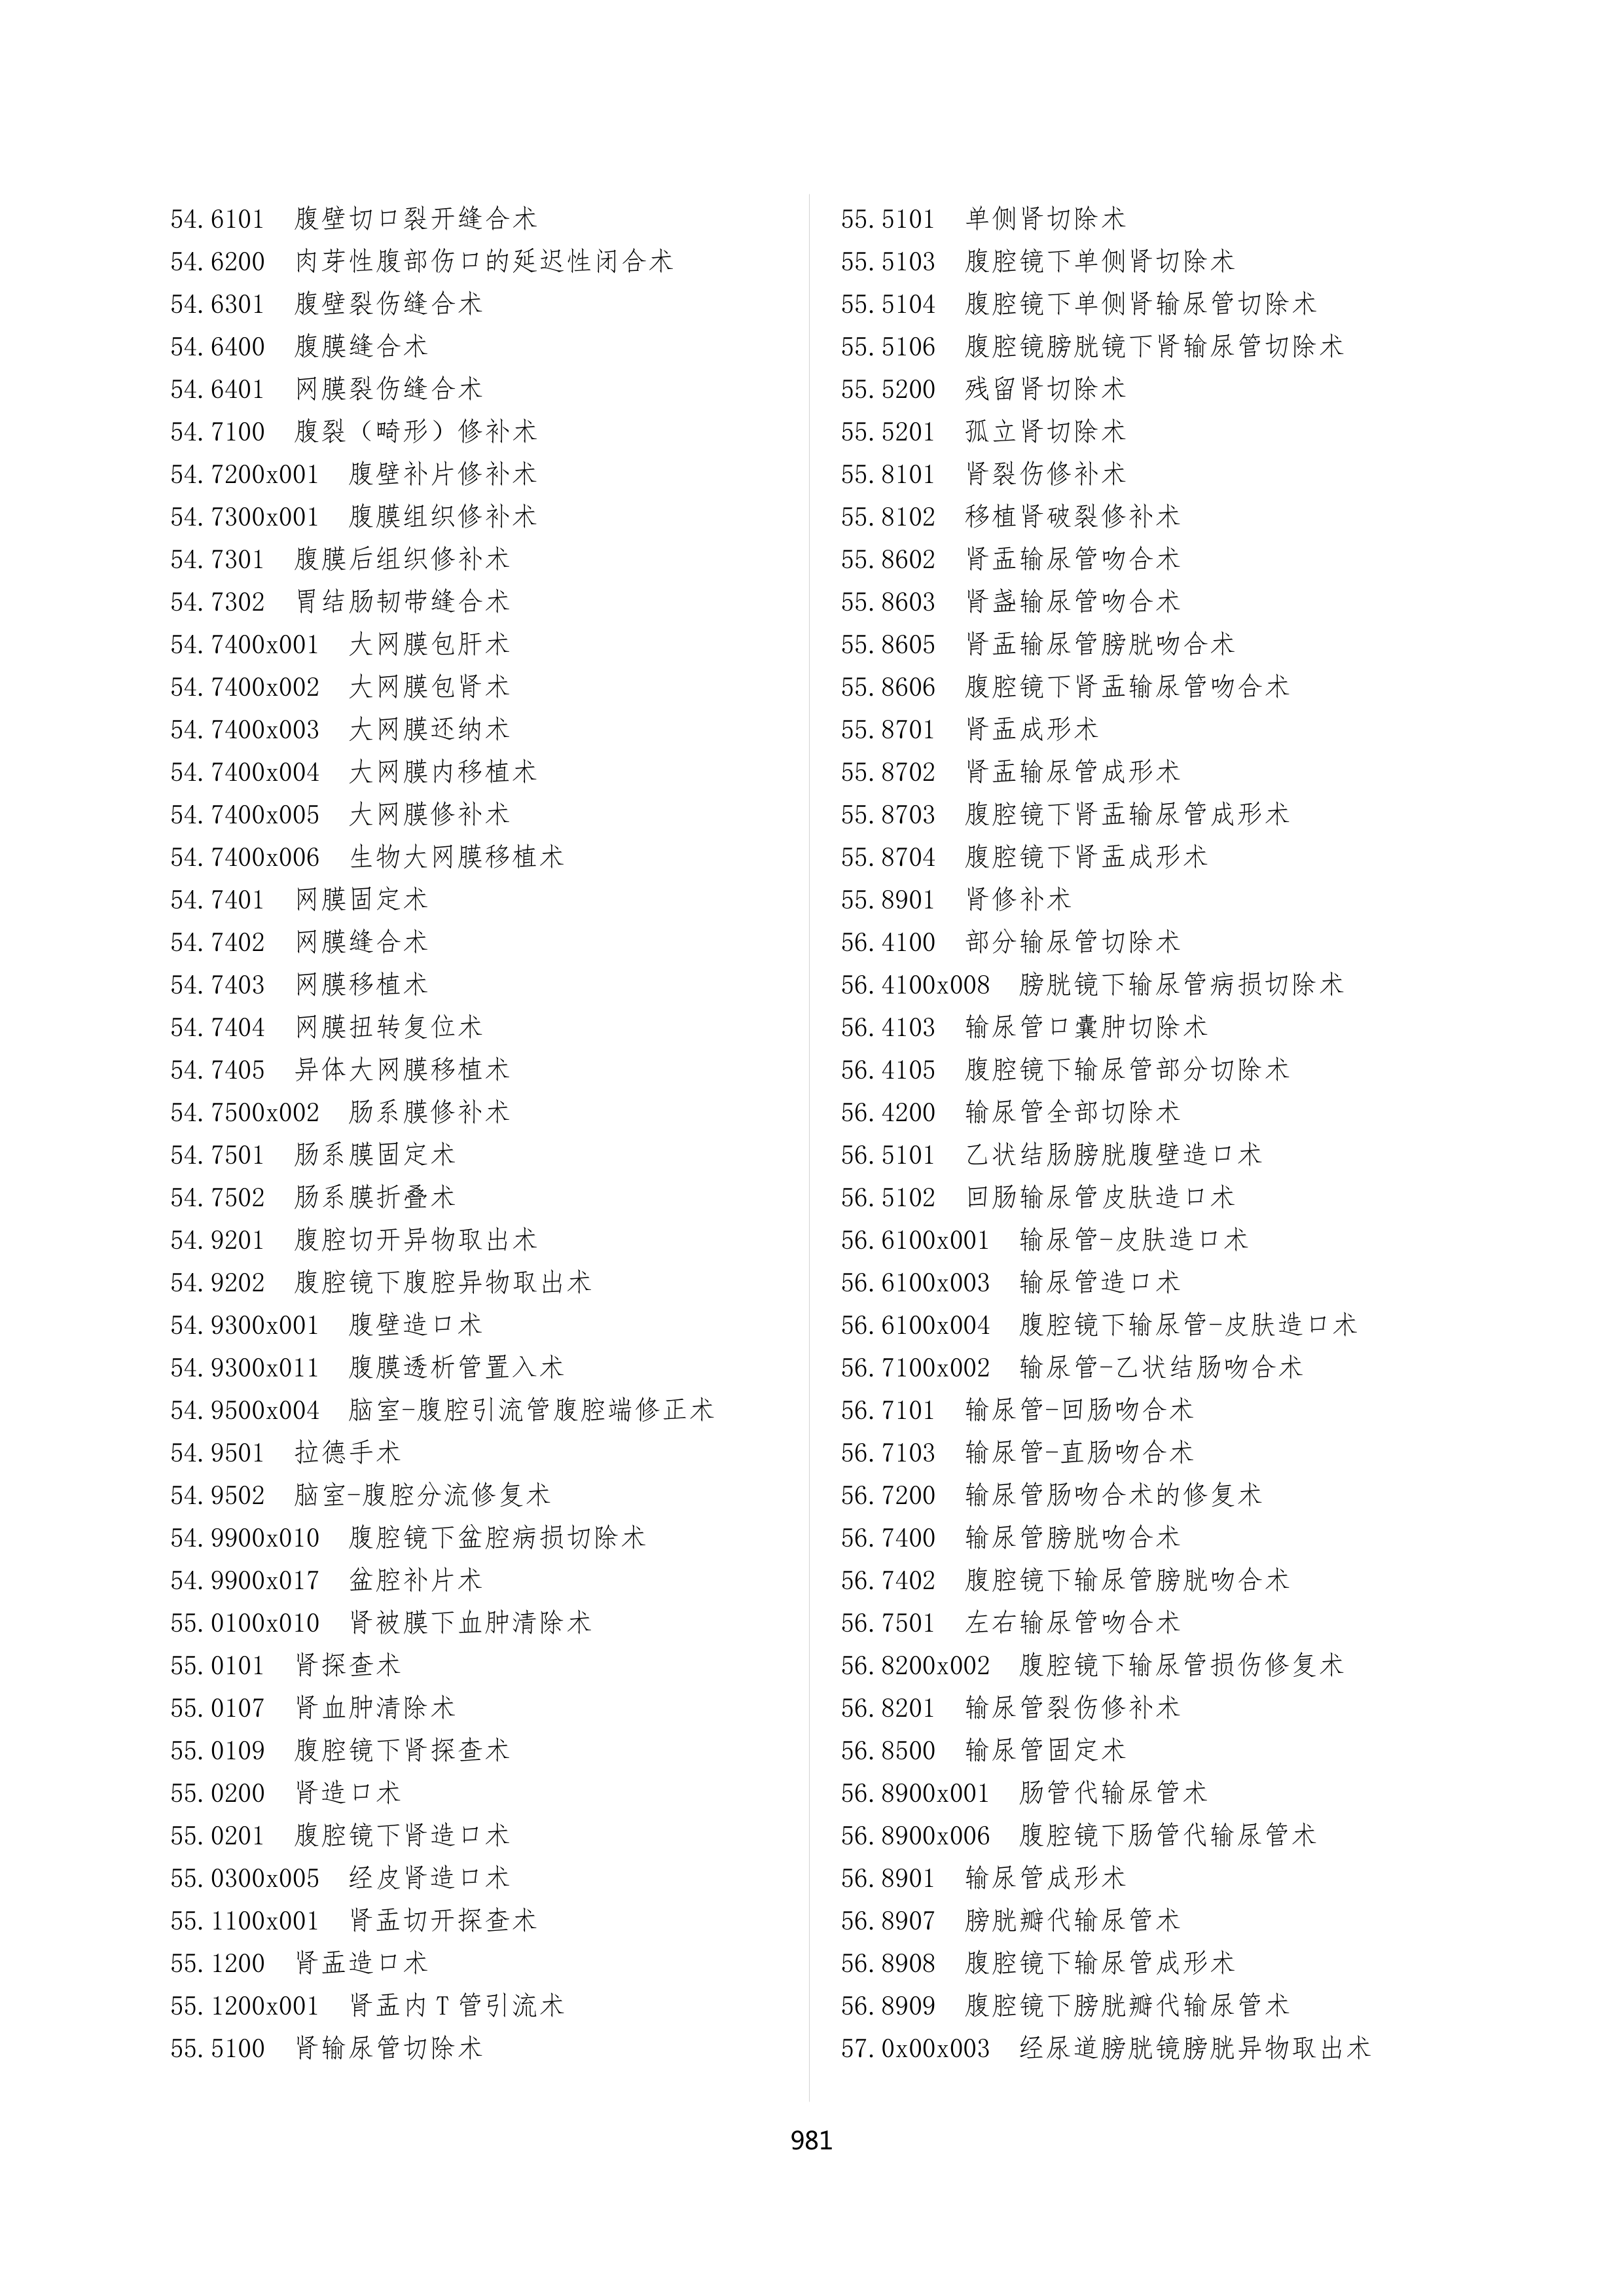 54.6101 腹壁切口裂开缝合术
54.6200 肉芽性腹部伤口的延迟性闭合术
54.6301 腹壁裂伤缝合术
54.6400 腹膜缝合术
54.6401 网膜裂伤缝合术
54.7100 腹裂（畸形）修补术
54.7200x001 腹壁补片修补术
54.7300x001 腹膜组织修补术
54.7301 腹膜后组织修补术
54.7302 胃结肠韧带缝合术
54.7400x001 大网膜包肝术
54.7400x002 大网膜包肾术
54.7400x003 大网膜还纳术
54.7400x004 大网膜内移植术
54.7400x005 大网膜修补术
54.7400x006 生物大网膜移植术
54.7401 网膜固定术
54.7402 网膜缝合术
54.7403 网膜移植术
54.7404 网膜扭转复位术
54.7405 异体大网膜移植术
54.7500x002 肠系膜修补术
54.7501 肠系膜固定术
54.7502 肠系膜折叠术
54.9201 腹腔切开异物取出术
54.9202 腹腔镜下腹腔异物取出术
54.9300x001 腹壁造口术
54.9300x011 腹膜透析管置入术
54.9500x004 脑室-腹腔引流管腹腔端修正术
54.9501 拉德手术
54.9502 脑室-腹腔分流修复术
54.9900x010 腹腔镜下盆腔病损切除术
54.9900x017 盆腔补片术
55.0100x010 肾被膜下血肿清除术
55.0101 肾探查术
55.0107 肾血肿清除术
55.0109 腹腔镜下肾探查术
55.0200 肾造口术
55.0201 腹腔镜下肾造口术
55.0300x005 经皮肾造口术
55.1100x001 肾盂切开探查术
55.1200 肾盂造口术
55.1200x001 肾盂内 T 管引流术
55.5100 肾输尿管切除术
55.5101 单侧肾切除术
55.5103 腹腔镜下单侧肾切除术
55.5104 腹腔镜下单侧肾输尿管切除术
55.5106 腹腔镜膀胱镜下肾输尿管切除术
55.5200 残留肾切除术
55.5201 孤立肾切除术
55.8101 肾裂伤修补术
55.8102 移植肾破裂修补术
55.8602 肾盂输尿管吻合术
55.8603 肾盏输尿管吻合术
55.8605 肾盂输尿管膀胱吻合术
55.8606 腹腔镜下肾盂输尿管吻合术
55.8701 肾盂成形术
55.8702 肾盂输尿管成形术
55.8703 腹腔镜下肾盂输尿管成形术
55.8704 腹腔镜下肾盂成形术
55.8901 肾修补术
56.4100 部分输尿管切除术
56.4100x008 膀胱镜下输尿管病损切除术
56.4103 输尿管口囊肿切除术
56.4105 腹腔镜下输尿管部分切除术
56.4200 输尿管全部切除术
56.5101 乙状结肠膀胱腹壁造口术
56.5102 回肠输尿管皮肤造口术
56.6100x001 输尿管-皮肤造口术
56.6100x003 输尿管造口术
56.6100x004 腹腔镜下输尿管-皮肤造口术
56.7100x002 输尿管-乙状结肠吻合术
56.7101 输尿管-回肠吻合术
56.7103 输尿管-直肠吻合术
56.7200 输尿管肠吻合术的修复术
56.7400 输尿管膀胱吻合术
56.7402 腹腔镜下输尿管膀胱吻合术
56.7501 左右输尿管吻合术
56.8200x002 腹腔镜下输尿管损伤修复术
56.8201 输尿管裂伤修补术
56.8500 输尿管固定术
56.8900x001 肠管代输尿管术
56.8900x006 腹腔镜下肠管代输尿管术
56.8901 输尿管成形术
56.8907 膀胱瓣代输尿管术
56.8908 腹腔镜下输尿管成形术
56.8909 腹腔镜下膀胱瓣代输尿管术
57.0x00x003 经尿道膀胱镜膀胱异物取出术
981